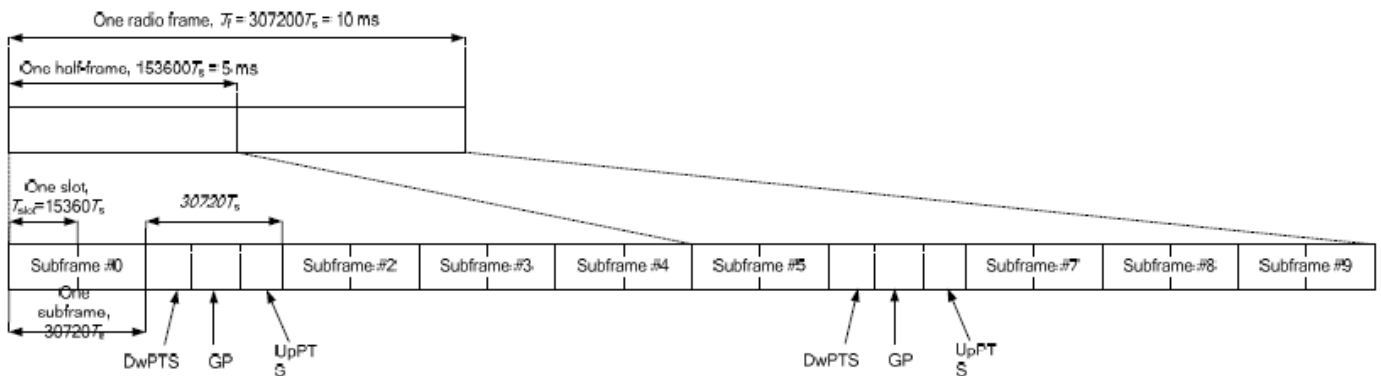 One radio frame, Tf = 307200Ts = 10 ms
One half-frame, 153600Ts = 5 ms
One slot,
Tslot=15360Ts
30720Ts
Subframe #0
Subframe #2
Subframe #3
Subframe #4
Subframe #5
Subframe #7
Subframe #8
Subframe #9
One
subframe,
30720Ts
DwPTS
GP
UpPT
S
DwPTS
GP
UpPT
S